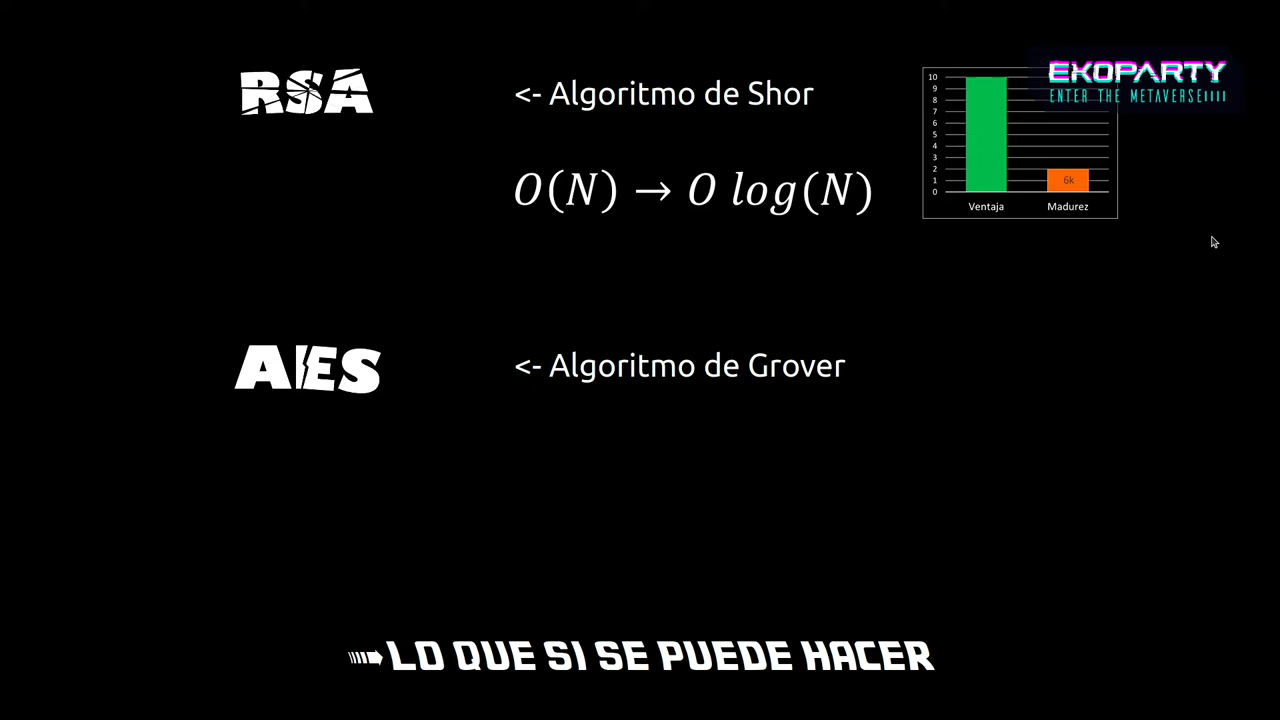 RSA
<- Algoritmo de Shor
O(N) → O log(N)
EKOPARTY
ENTER THE METAVERSE
10
9
8
7
6
5
4
3
2
1
0
6k
Ventaja Madurez
AES
<- Algoritmo de Grover
LO QUE SI SE PUEDE HACER